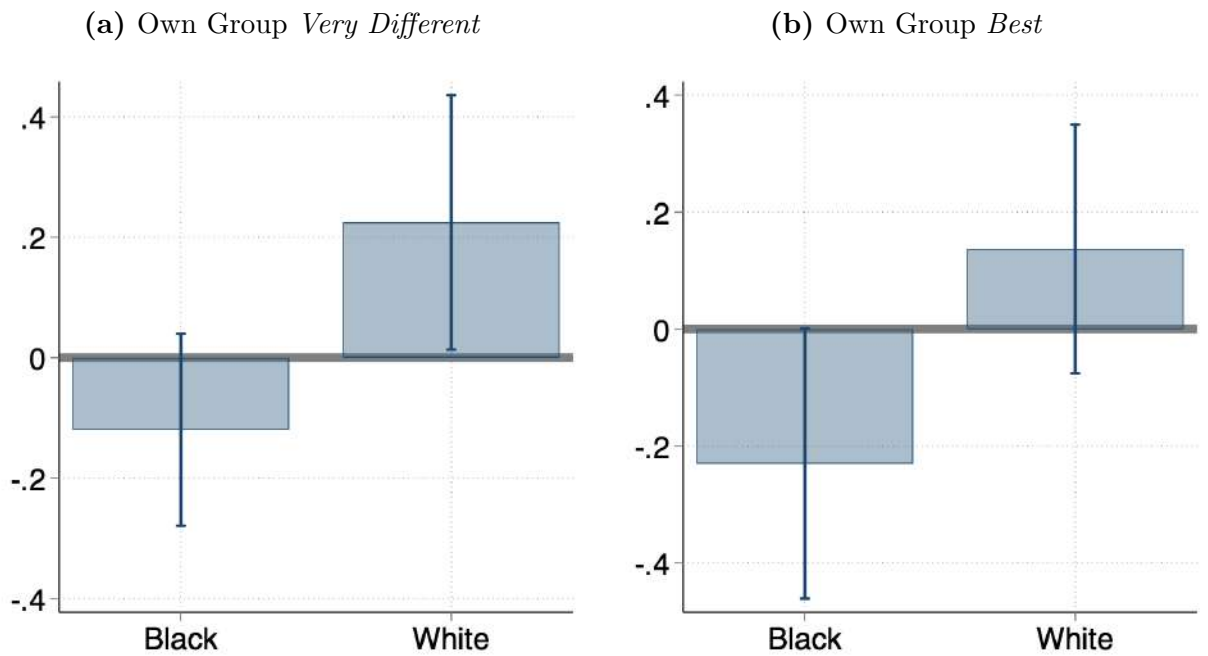 (a) Own Group Very Different
.4
.2
0
-.2
-.4
Black White
(b) Own Group Best
.4
.2
0
-.2
-.4
Black White